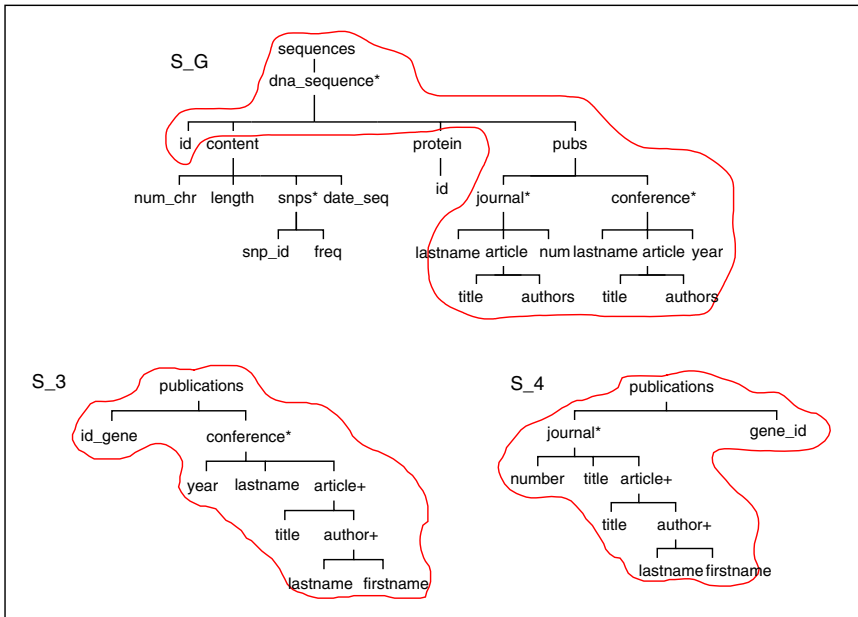 sequences
S_G
dna_sequence*
id content protein pubs
id
num_chr length snps* date_seq journal* conference*
snp_id freq lastname article num lastname article year
title authors title authors
S_3 publications S_4 publications
id_gene conference* journal* gene_id
year lastname article+ number title article+
title author+ title author+
lastname firstname lastname firstname